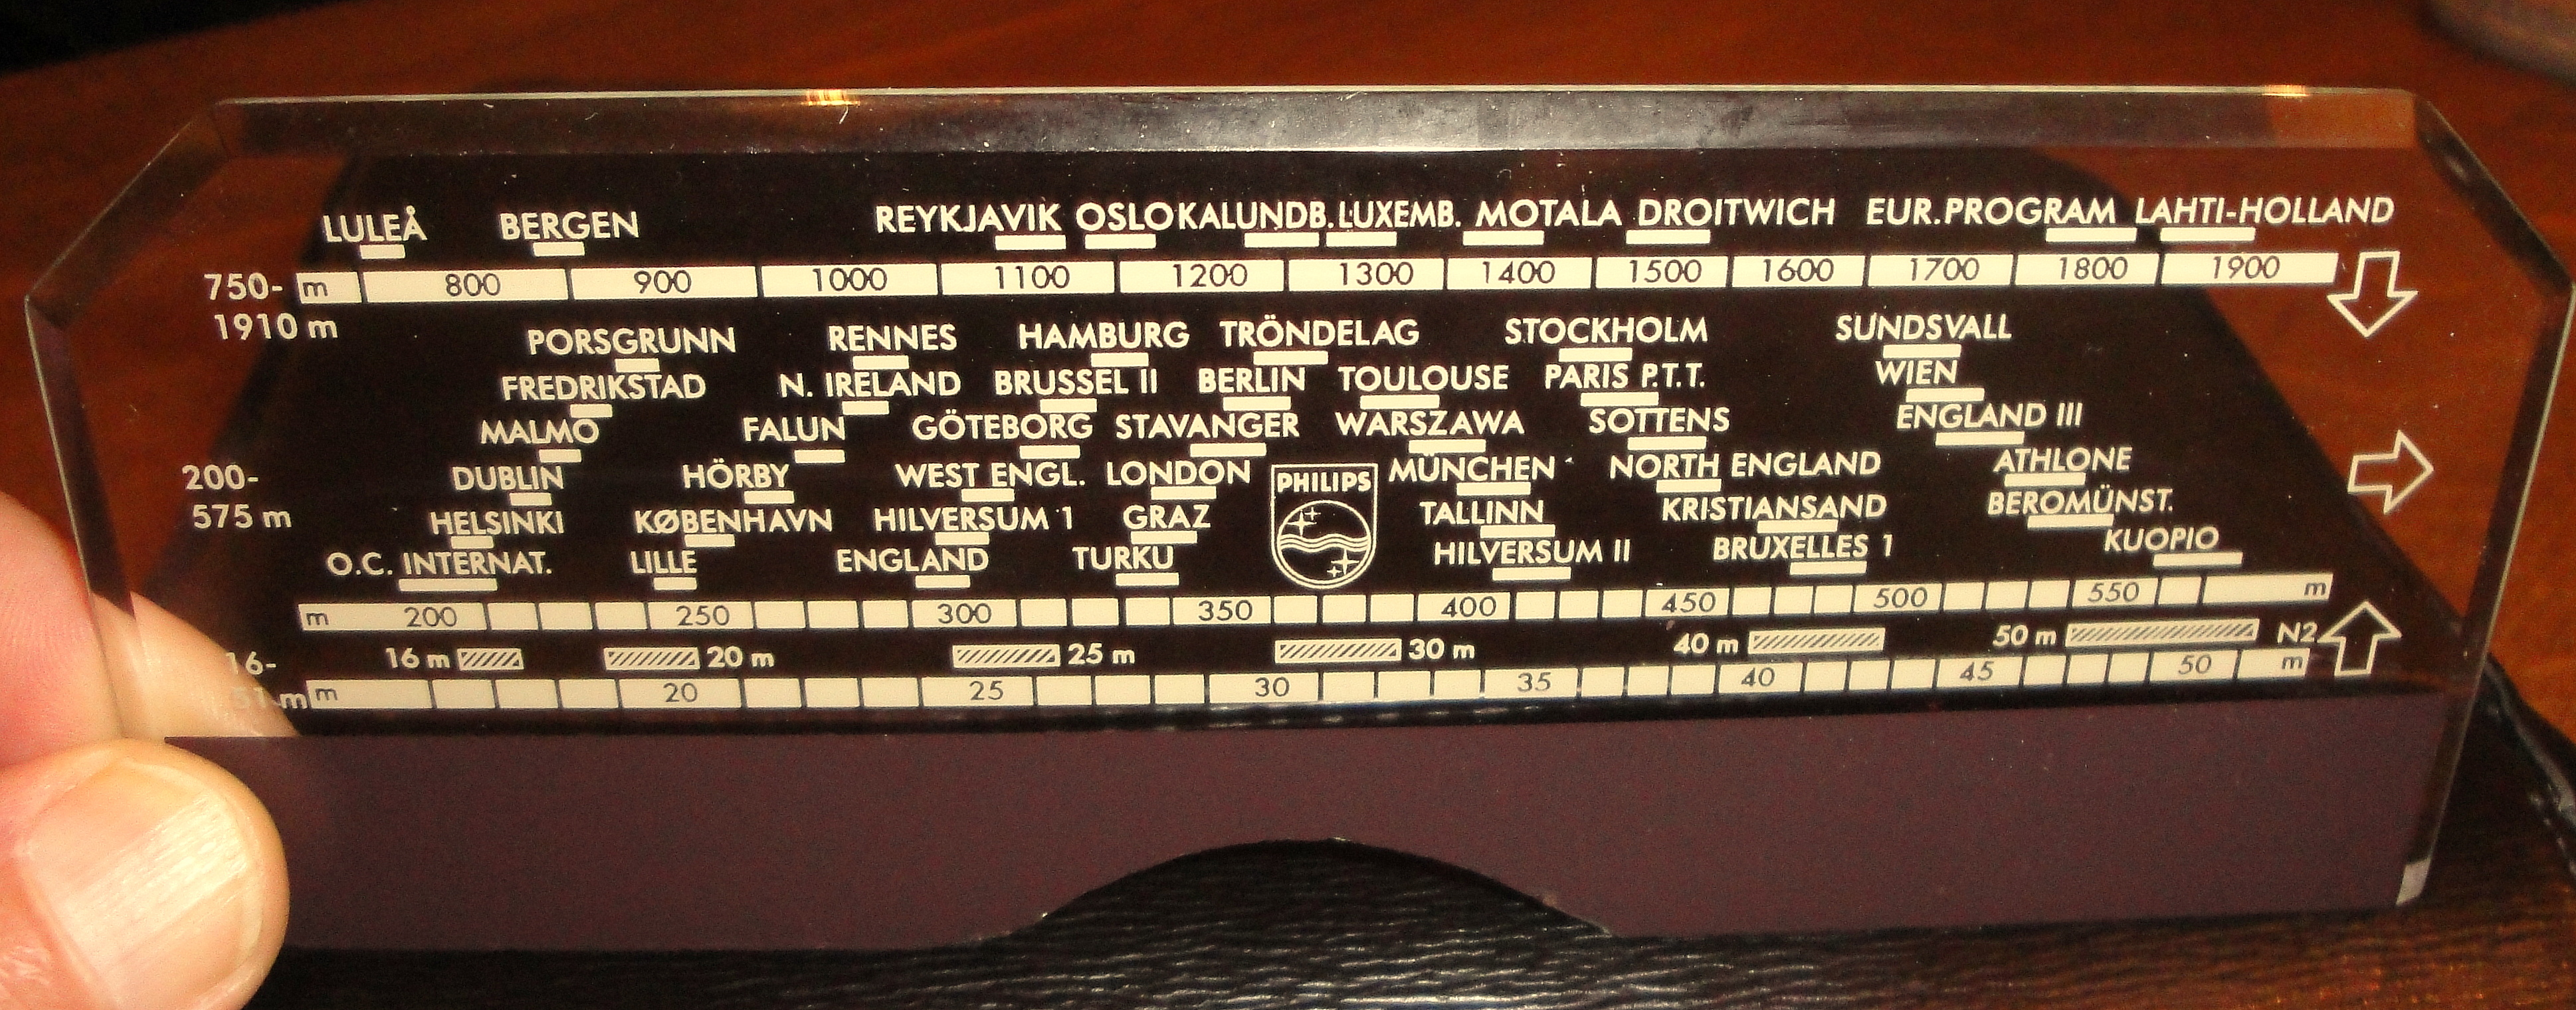 LULEÅ BERGEN REYKJAVIK OSLO KALUNDB. LUXEMB. MOTALA DROITWICH EUR.PROGRAM LAHTI-HOLLAND
750- m 800 900 1000 1100 1200 1300 1400 1500 1600 1700 1800 1900
1910 m
PORSGRUNN RENNES HAMBURG TRÖNDELAG STOCKHOLM SUNDSVALL
FREDRIKSTAD N. IRELAND BRUSSEL II BERLIN TOULOUSE PARIS P.T.T. WIEN
MALMÖ FALUN GÖTEBORG STAVANGER WARSZAWA SOTTENS ENGLAND III
200- DUBLIN HÖRBY WEST ENGL. LONDON PHILIPS MÜNCHEN NORTH ENGLAND ATHLONE
575 m HELSINKI KØBENHAVN HILVERSUM 1 GRAZ TALLINN KRISTIANSAND BEROMÜNST.
O.C. INTERNAT. LILLE ENGLAND TURKU HILVERSUM II BRUXELLES 1 KUOPIO
m 200 250 300 350 400 450 500 550 m
16- 16 m 20 m 25 m 30 m 40 m 50 m N2
51 m m 20 25 30 35 40 45 50 m